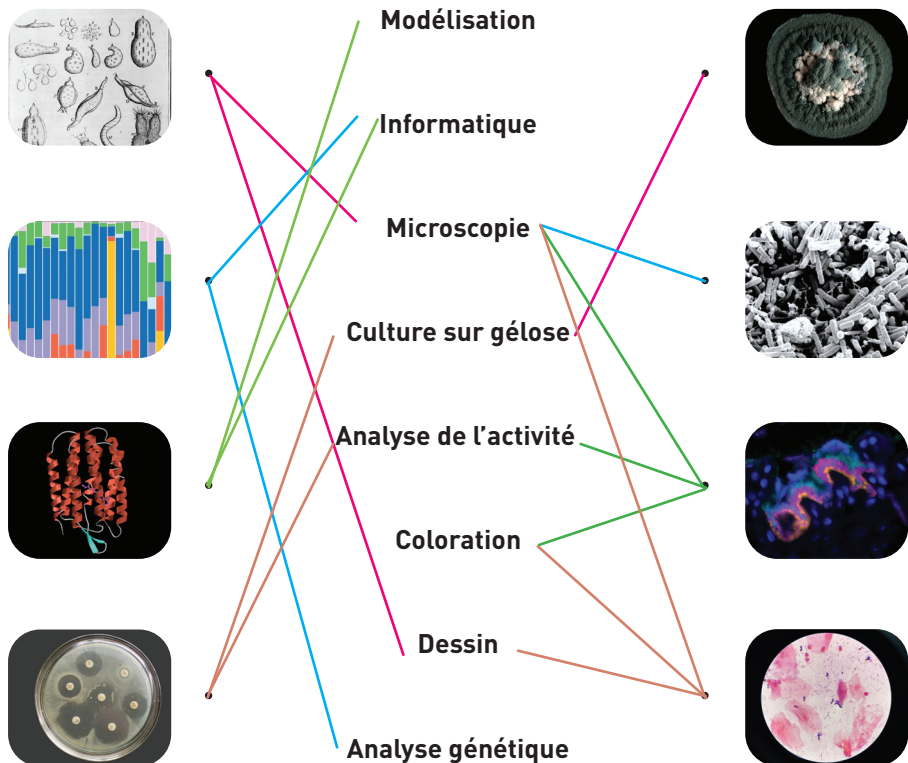 Modélisation
Informatique
Microscopie
Culture sur gélose
Analyse de l’activité
Coloration
Dessin
Analyse génétique